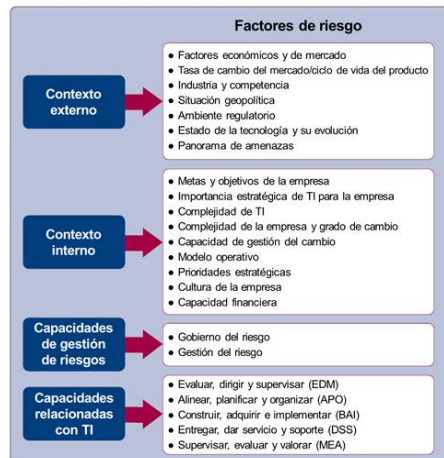 Factores de riesgo
Contexto
externo
● Factores económicos y de mercado
● Tasa de cambio del mercado/ciclo de vida del producto
● Industria y competencia
● Situación geopolítica
● Ambiente regulatorio
● Estado de la tecnología y su evolución
● Panorama de amenazas
Contexto
interno
● Metas y objetivos de la empresa
● Importancia estratégica de TI para la empresa
● Complejidad de TI
● Complejidad de la empresa y grado de cambio
● Capacidad de gestión del cambio
● Modelo operativo
● Prioridades estratégicas
● Cultura de la empresa
● Capacidad financiera
Capacidades
de gestión
de riesgos
● Gobierno del riesgo
● Gestión del riesgo
Capacidades
relacionadas
con TI
● Evaluar, dirigir y supervisar (EDM)
● Alinear, planificar y organizar (APO)
● Construir, adquirir e implementar (BAI)
● Entregar, dar servicio y soporte (DSS)
● Supervisar, evaluar y valorar (MEA)